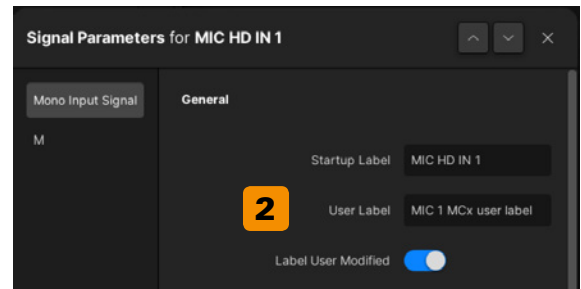 Signal Parameters for MIC HD IN 1
Mono Input Signal
General
M
Startup Label MIC HD IN 1
2 User Label MIC 1 MCx user label
Label User Modified